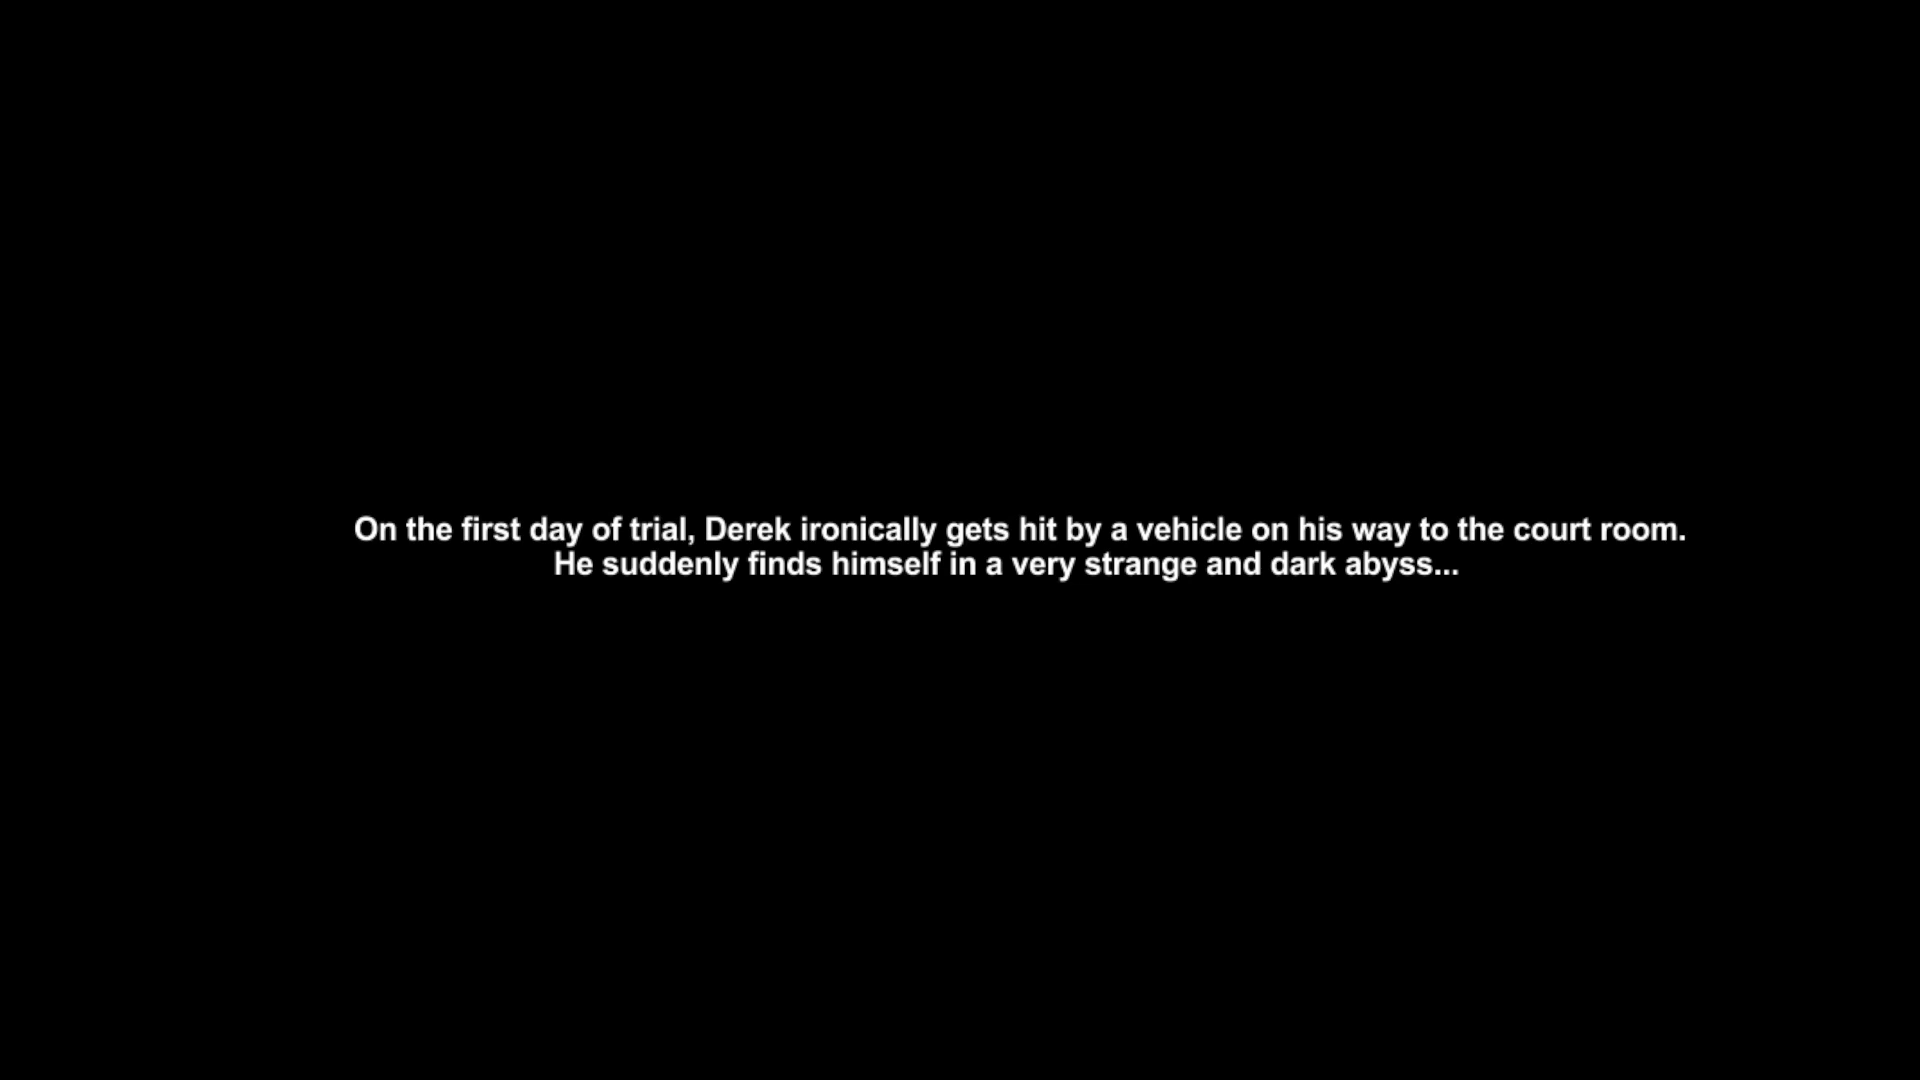 On the first day of trial, Derek ironically gets hit by a vehicle on his way to the court room.
He suddenly finds himself in a very strange and dark abyss...